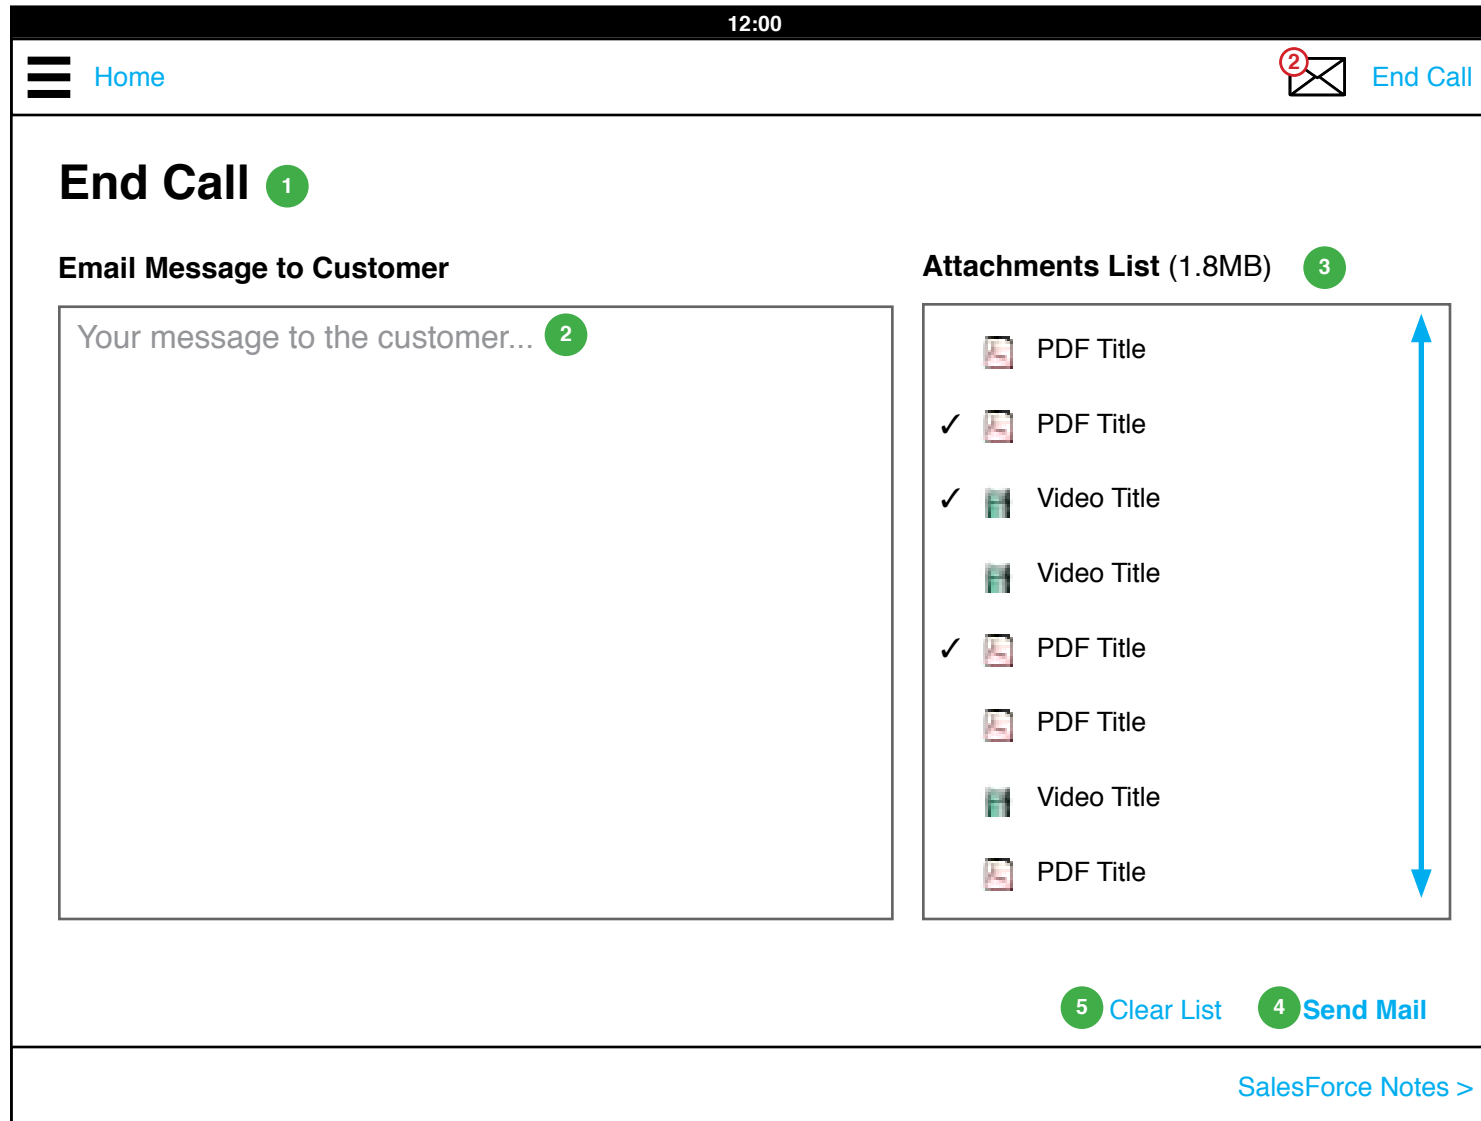 12:00
Home
2
End Call
End Call 1
Email Message to Customer
Attachments List (1.8MB) 3
Your message to the customer... 2
PDF Title
✓ PDF Title
✓ Video Title
Video Title
✓ PDF Title
PDF Title
Video Title
PDF Title
5 Clear List
4 Send Mail
SalesForce Notes >